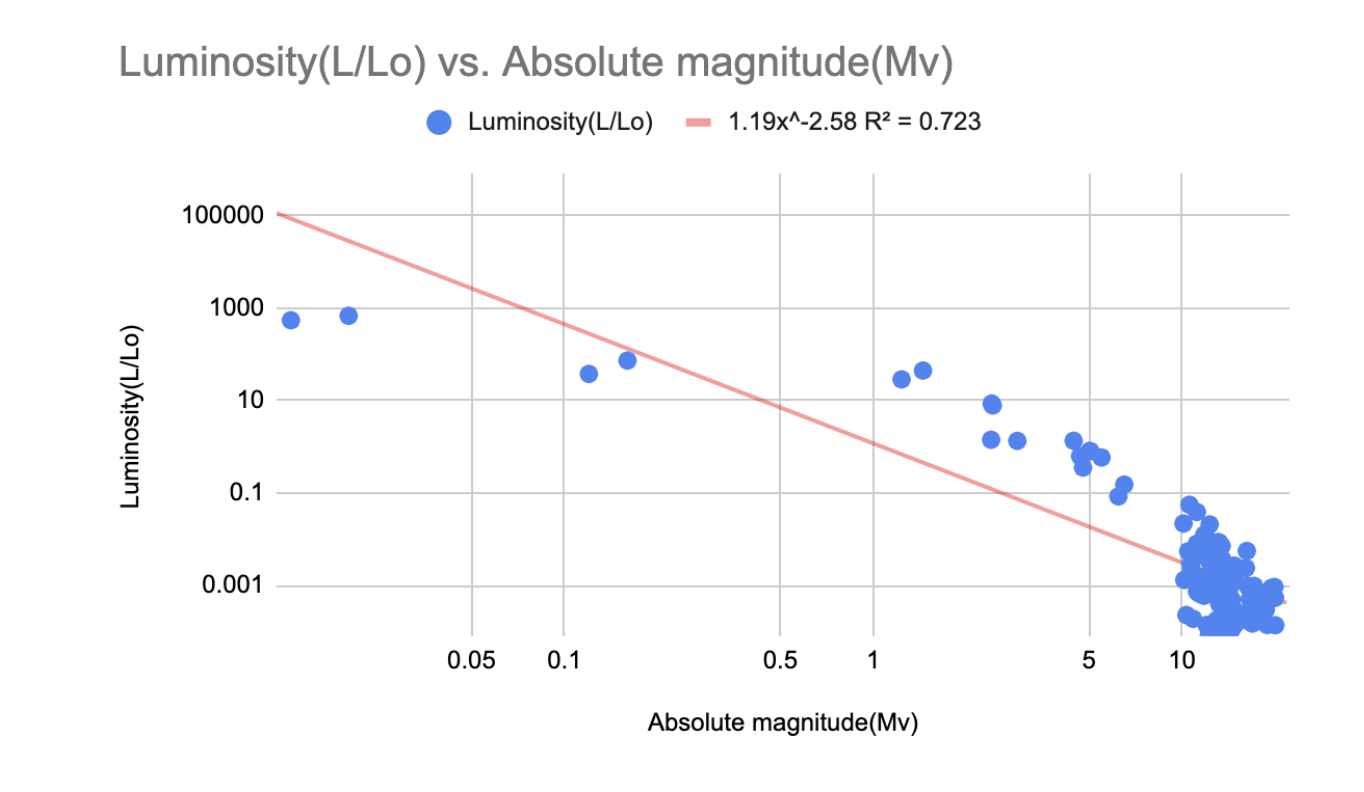 Luminosity(L/Lo) vs. Absolute magnitude(Mv)
Luminosity(L/Lo) 1.19x^-2.58 R² = 0.723
100000
1000
10
0.1
0.001
Luminosity(L/Lo)
0.05 0.1 0.5 1 5 10
Absolute magnitude(Mv)